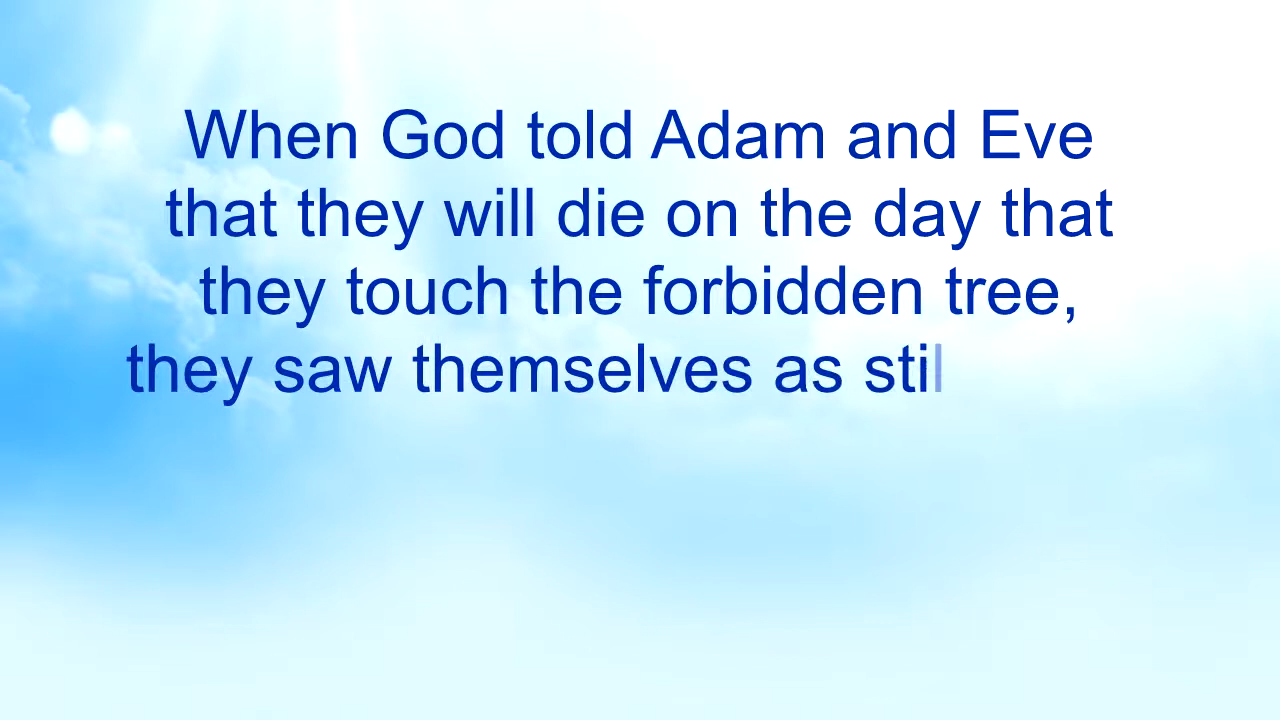 When God told Adam and Eve
that they will die on the day that
they touch the forbidden tree,
they saw themselves as stil